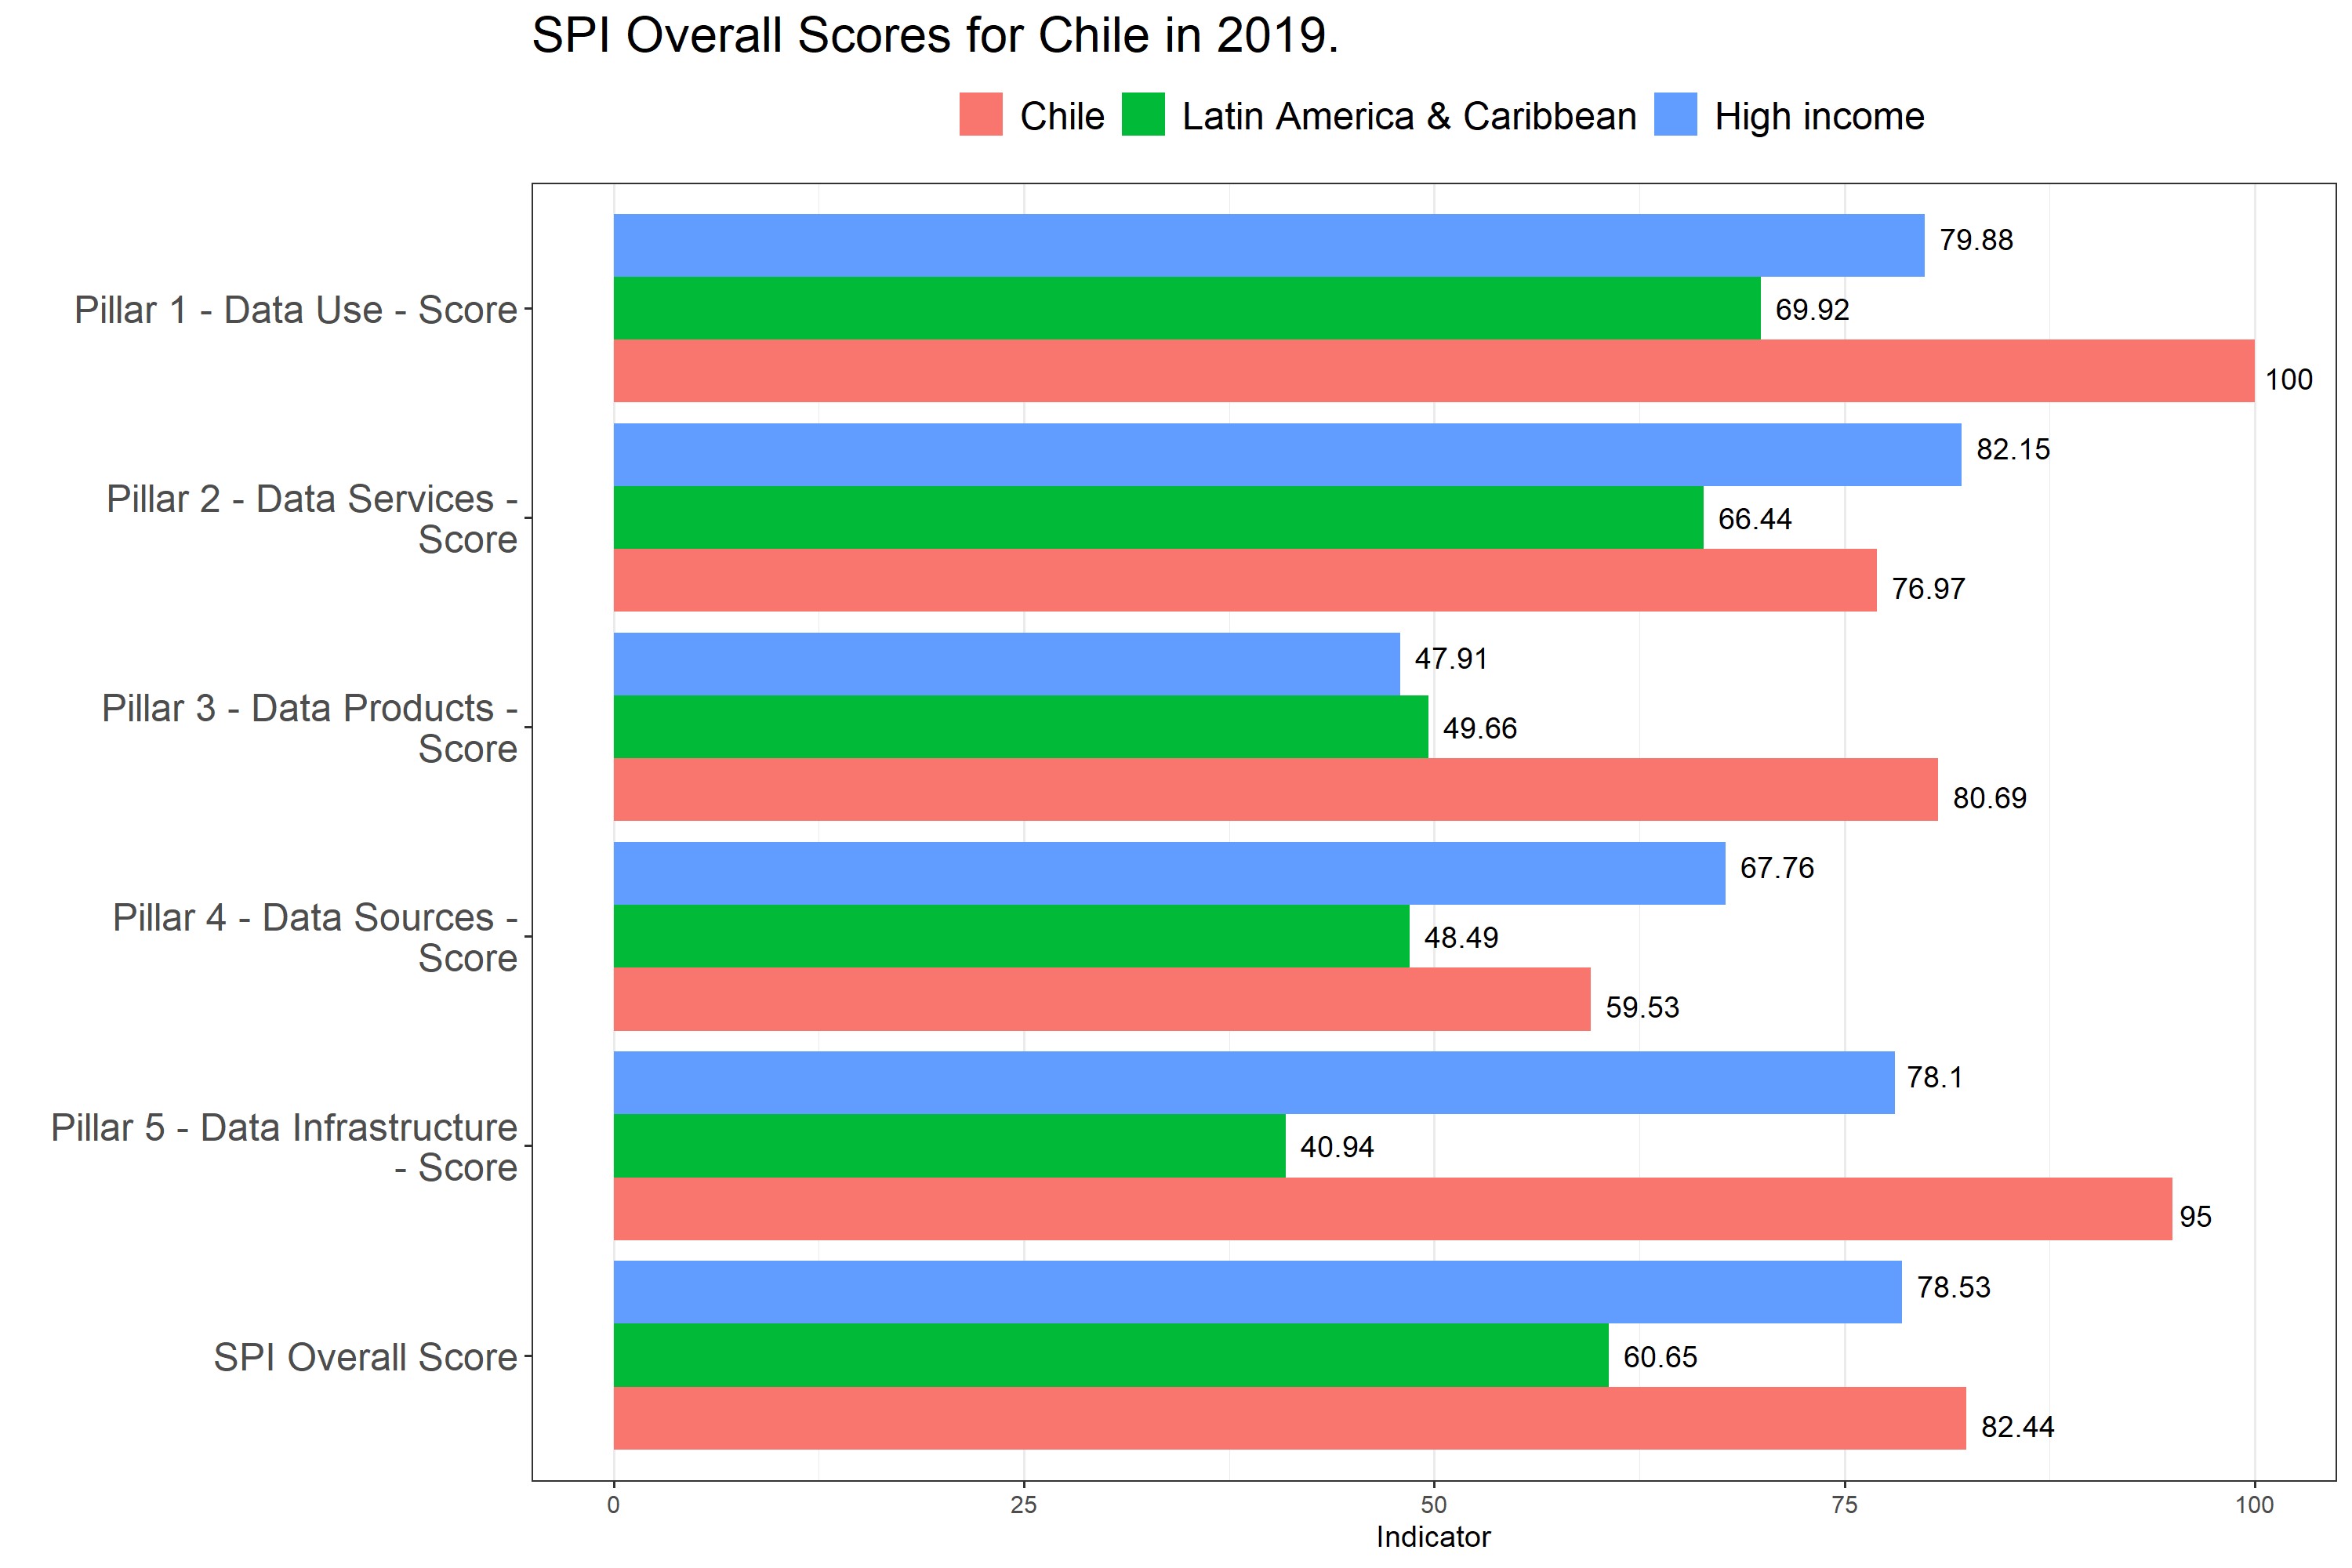 SPI Overall Scores for Chile in 2019.
Chile Latin America & Caribbean High income
79.88
Pillar 1 - Data Use - Score
69.92
100
82.15
Pillar 2 - Data Services -
Score
66.44
76.97
47.91
Pillar 3 - Data Products -
Score
49.66
80.69
67.76
Pillar 4 - Data Sources -
Score
48.49
59.53
78.1
Pillar 5 - Data Infrastructure
- Score
40.94
95
78.53
SPI Overall Score
60.65
82.44
0 25 50 75 100
Indicator